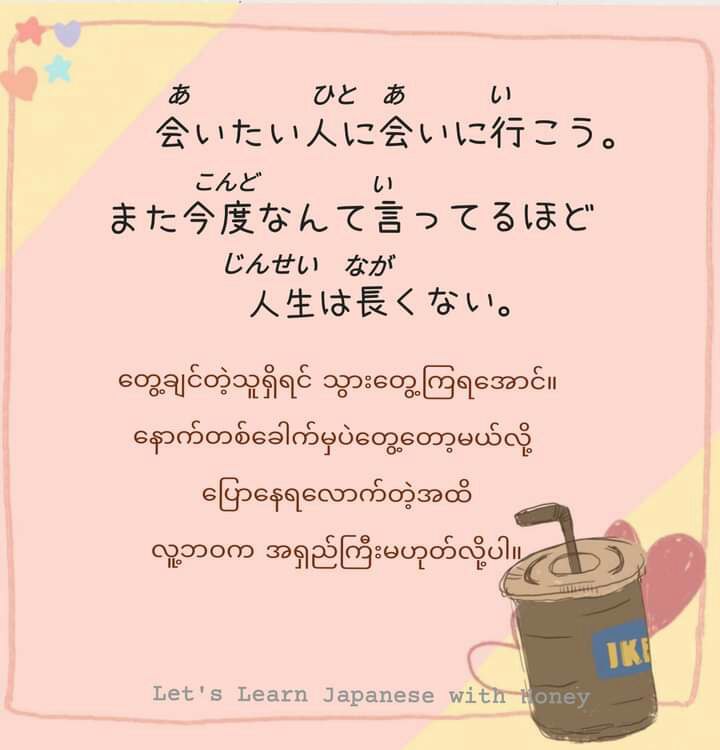 あ ひと あ い
会いたい人に会いに行こう。
こんど い
また今度なんて言ってるほど
じんせい なが
人生は長くない。
တွေ့ချင်တဲ့သူရှိရင် သွားတွေ့ကြရအောင်။
နောက်တစ်ခေါက်မှပဲတွေ့တော့မယ်လို့
ပြောနေရလောက်တဲ့အထိ
လူ့ဘဝက အရှည်ကြီးမဟုတ်လို့ပါ။
IKE
Let's Learn Japanese with Honey